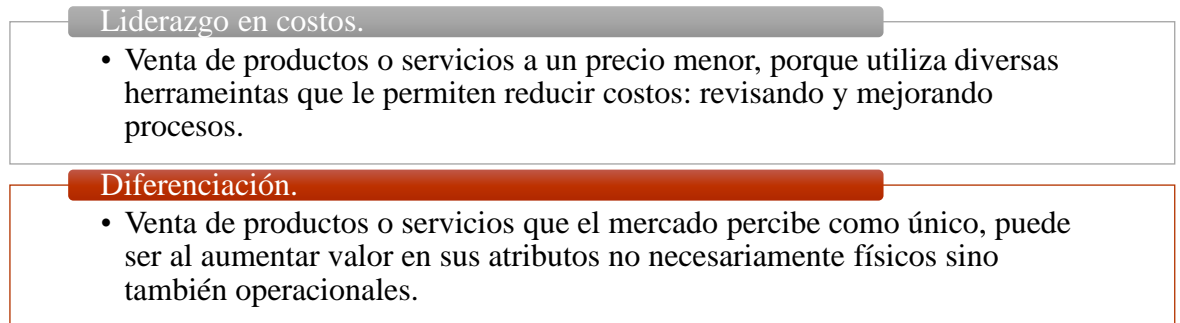 Liderazgo en costos.
• Venta de productos o servicios a un precio menor, porque utiliza diversas
herrameintas que le permiten reducir costos: revisando y mejorando
procesos.
Diferenciación.
• Venta de productos o servicios que el mercado percibe como único, puede
ser al aumentar valor en sus atributos no necesariamente físicos sino
también operacionales.